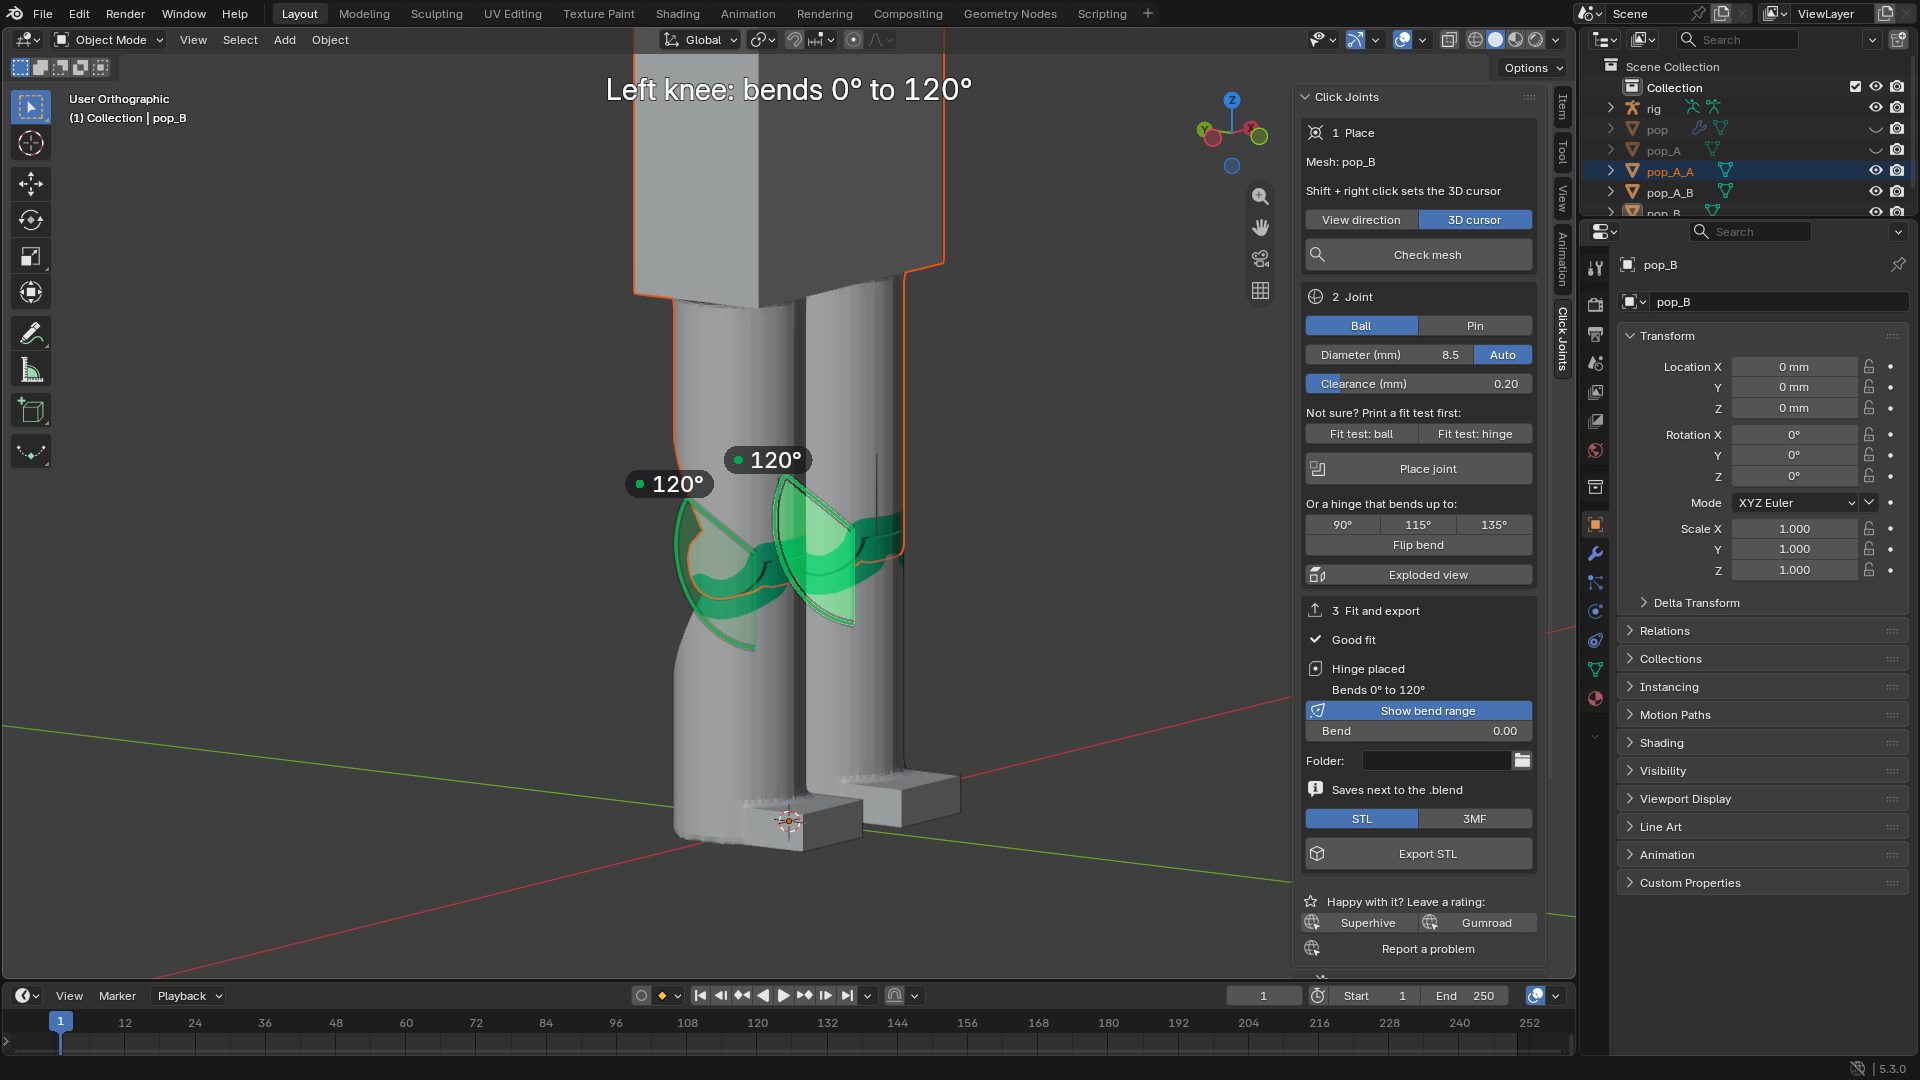 File Edit Render Window Help
Layout Modeling Sculpting UV Editing Texture Paint Shading Animation Rendering Compositing Geometry Nodes Scripting
Scene
ViewLayer
Object Mode View Select Add Object
Global
Search
Options
User Orthographic
(1) Collection | pop_B
Left knee: bends 0° to 120°
Z
Y
X
120°
120°
Click Joints
1 Place
Mesh: pop_B
Shift + right click sets the 3D cursor
View direction 3D cursor
Check mesh
2 Joint
Ball Pin
Diameter (mm) 8.5 Auto
Clearance (mm) 0.20
Not sure? Print a fit test first:
Fit test: ball Fit test: hinge
Place joint
Or a hinge that bends up to:
90° 115° 135°
Flip bend
Exploded view
3 Fit and export
Good fit
Hinge placed
Bends 0° to 120°
Show bend range
Bend 0.00
Folder:
Saves next to the .blend
STL 3MF
Export STL
Happy with it? Leave a rating:
Superhive Gumroad
Report a problem
Item
Tool
View
Animation
Click Joints
Scene Collection
Collection
rig
pop
pop_A
pop_A_A
pop_A_B
pop_B
Search
pop_B
pop_B
Transform
Location X 0 mm
Y 0 mm
Z 0 mm
Rotation X 0°
Y 0°
Z 0°
Mode XYZ Euler
Scale X 1.000
Y 1.000
Z 1.000
Delta Transform
Relations
Collections
Instancing
Motion Paths
Shading
Visibility
Viewport Display
Line Art
Animation
Custom Properties
View Marker Playback
1 Start 1 End 250
1 12 24 36 48 60 72 84 96 108 120 132 144 156 168 180 192 204 216 228 240 252
5.3.0